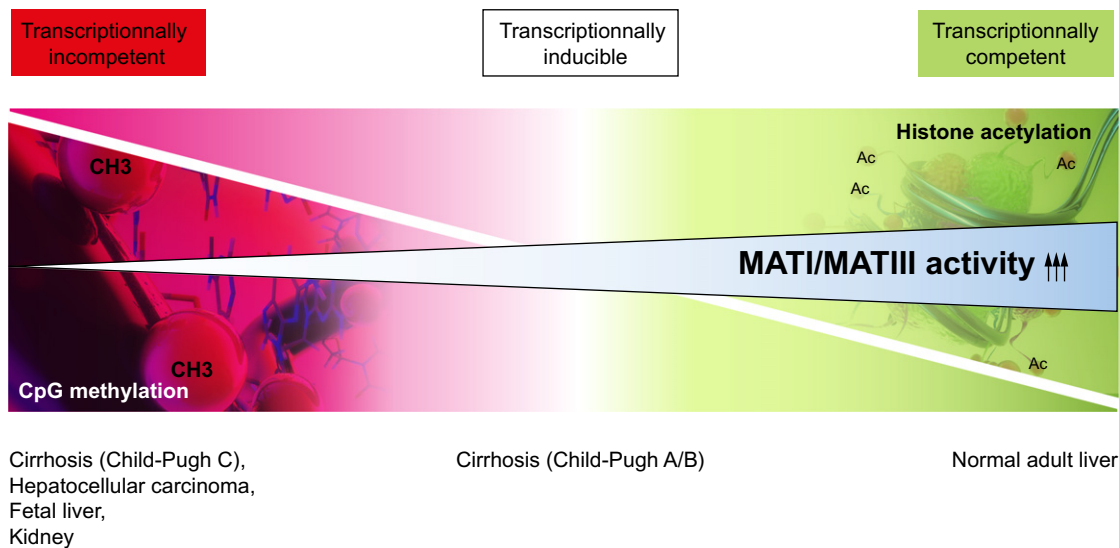 Transcriptionnally
incompetent
Transcriptionnally
inducible
Transcriptionnally
competent
Histone acetylation
CH3
Ac
Ac
Ac
MATI/MATIII activity
CH3
Ac
CpG methylation
Cirrhosis (Child-Pugh C),
Hepatocellular carcinoma,
Fetal liver,
Kidney
Cirrhosis (Child-Pugh A/B)
Normal adult liver